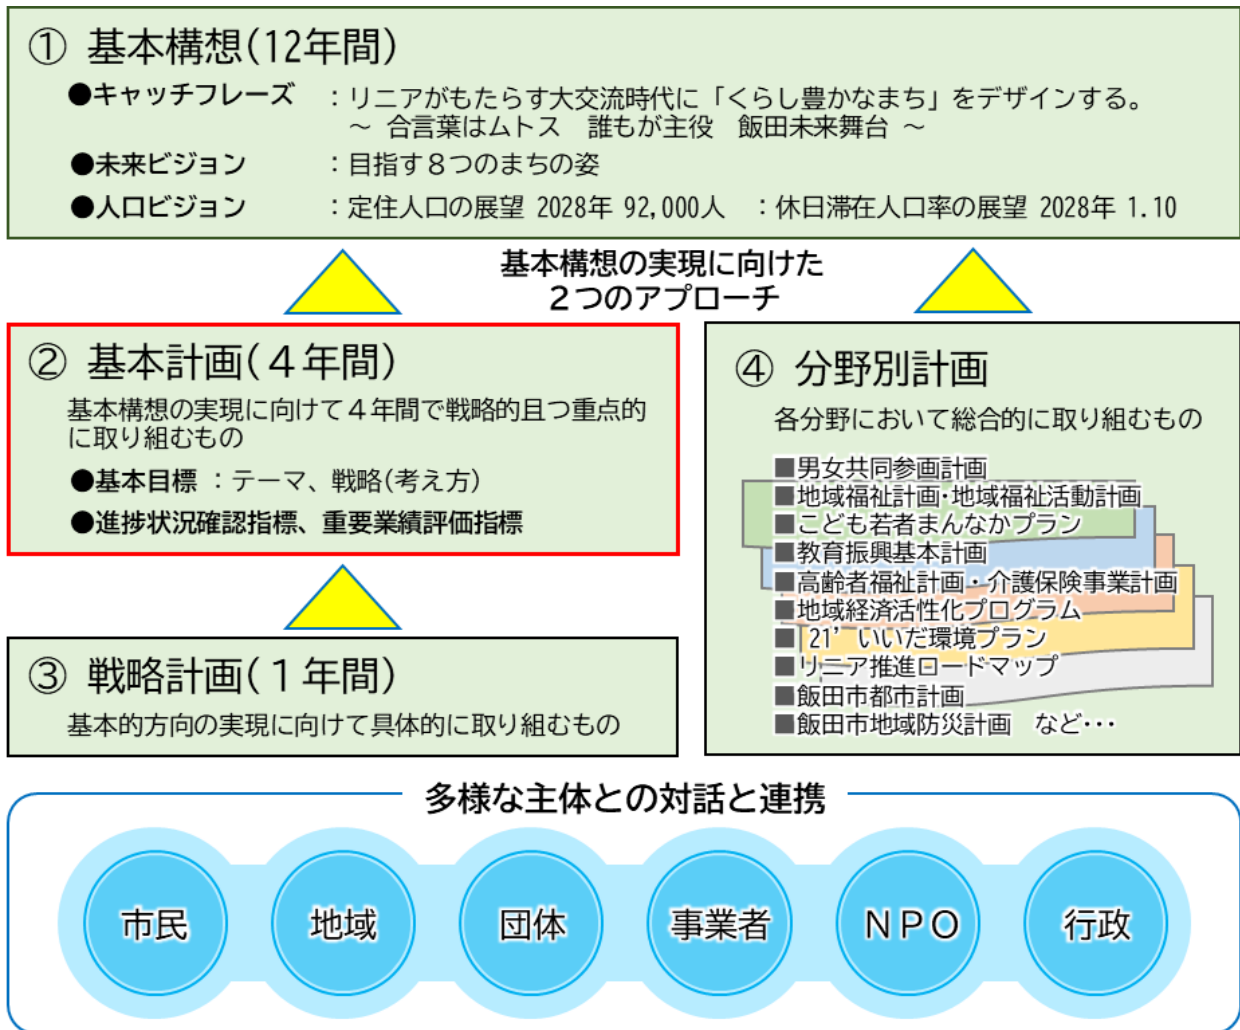 ① 基本構想(12年間)
●キャッチフレーズ ：リニアがもたらす大交流時代に「くらし豊かなまち」をデザインする。
～ 合言葉はムトス 誰もが主役 飯田未来舞台 ～
●未来ビジョン ：目指す８つのまちの姿
●人口ビジョン ：定住人口の展望 2028年 92,000人 ：休日滞在人口率の展望 2028年 1.10
基本構想の実現に向けた
２つのアプローチ
② 基本計画(４年間)
基本構想の実現に向けて４年間で戦略的且つ重点的
に取り組むもの
●基本目標 ：テーマ、戦略(考え方)
●進捗状況確認指標、重要業績評価指標
③ 戦略計画(１年間)
基本的方向の実現に向けて具体的に取り組むもの
④ 分野別計画
各分野において総合的に取り組むもの
■男女共同参画計画
■地域福祉計画･地域福祉活動計画
■こども若者まんなかプラン
■教育振興基本計画
■高齢者福祉計画・介護保険事業計画
■地域経済活性化プログラム
■ 21’いいだ環境プラン
■リニア推進ロードマップ
■飯田市都市計画
■飯田市地域防災計画 など･･･
多様な主体との対話と連携
市民
地域
団体
事業者
ＮＰＯ
行政